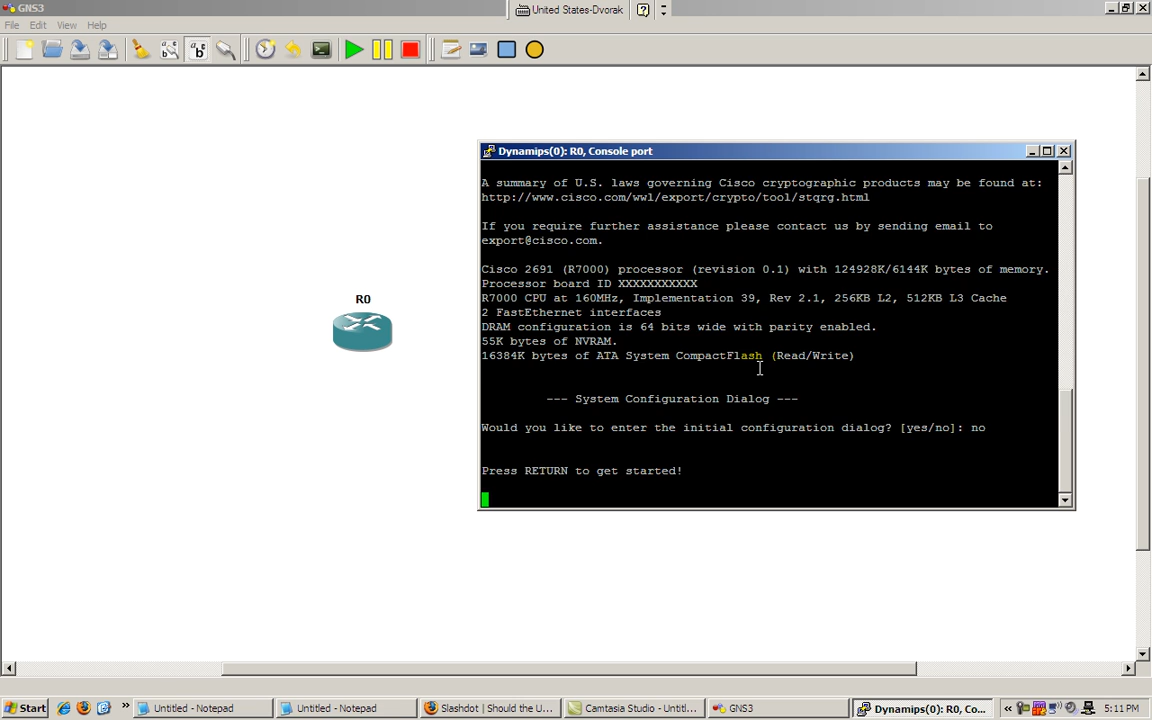 GNS3
United States-Dvorak
File Edit View Help
R0
Dynamips(0): R0, Console port
A summary of U.S. laws governing Cisco cryptographic products may be found at:
http://www.cisco.com/wwl/export/crypto/tool/stqrg.html
If you require further assistance please contact us by sending email to
export@cisco.com.
Cisco 2691 (R7000) processor (revision 0.1) with 124928K/6144K bytes of memory.
Processor board ID XXXXXXXXXXX
R7000 CPU at 160MHz, Implementation 39, Rev 2.1, 256KB L2, 512KB L3 Cache
2 FastEthernet interfaces
DRAM configuration is 64 bits wide with parity enabled.
55K bytes of NVRAM.
16384K bytes of ATA System CompactFlash (Read/Write)
--- System Configuration Dialog ---
Would you like to enter the initial configuration dialog? [yes/no]: no
Press RETURN to get started!
Start Untitled - Notepad Untitled - Notepad Slashdot | Should the U... Camtasia Studio - Untitl... GNS3 Dynamips(0): R0, Co... 5:11 PM